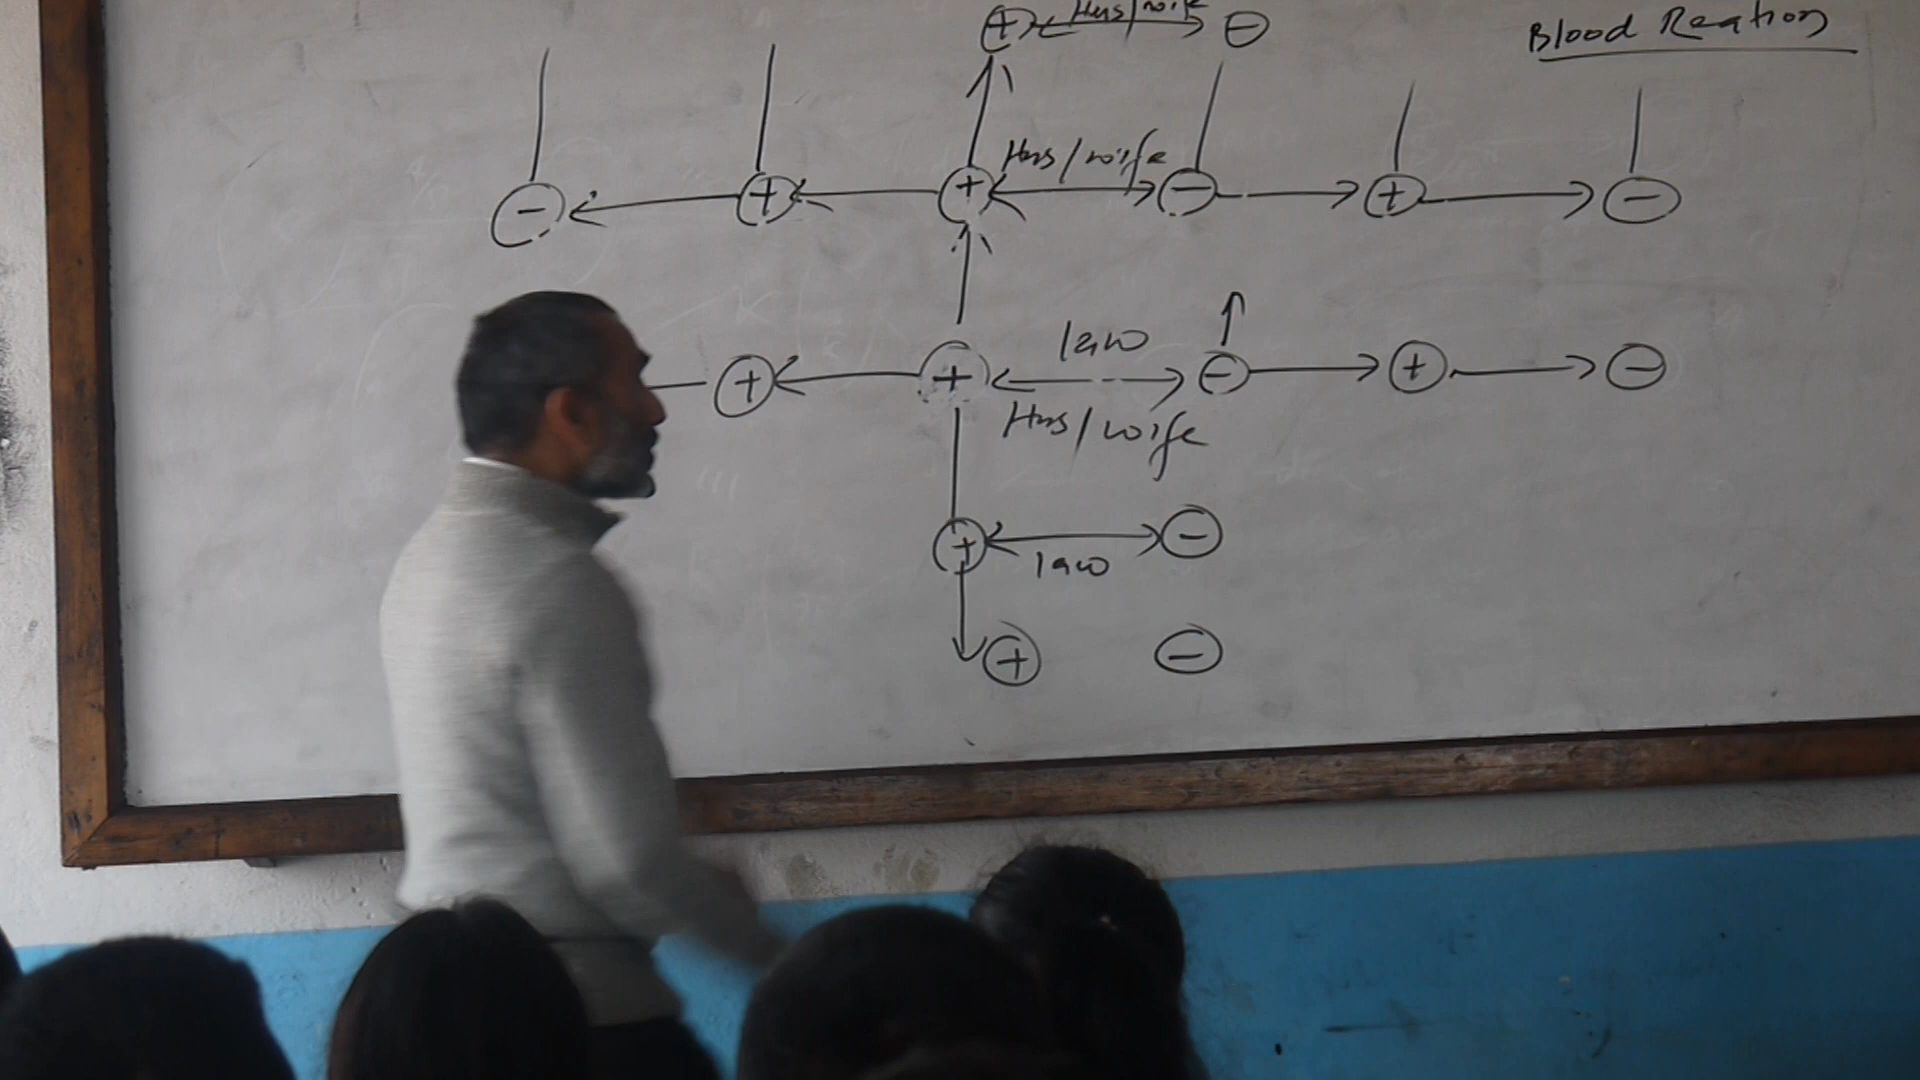 Hus/wife
Blood Reation
Hus/wife
+ ⊖
- + + - + -
law
+ + - + -
Hus/wife
+ -
law
+ -